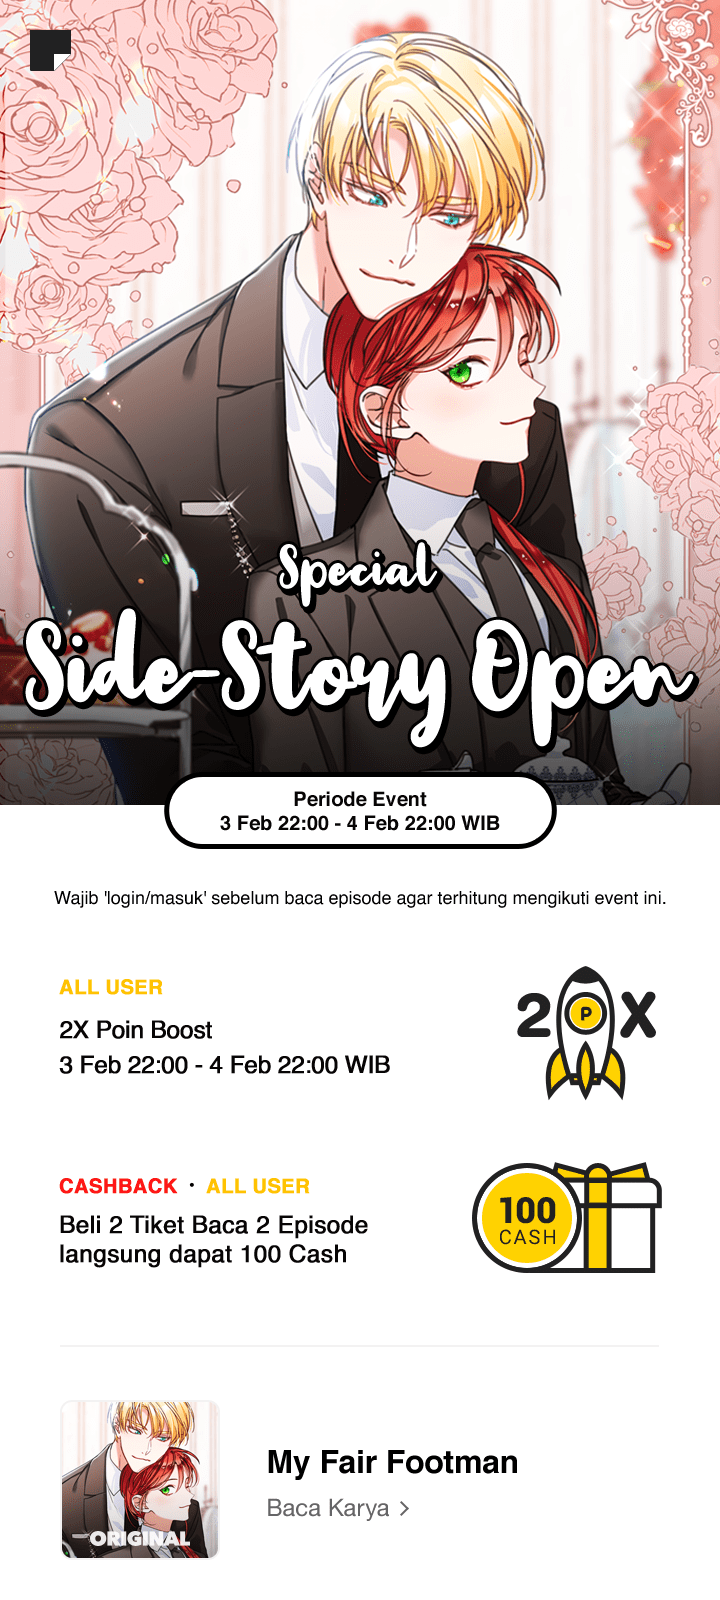 Special
Side-Story Open
Periode Event
3 Feb 22:00 - 4 Feb 22:00 WIB
Wajib 'login/masuk' sebelum baca episode agar terhitung mengikuti event ini.
ALL USER
2X Poin Boost
3 Feb 22:00 - 4 Feb 22:00 WIB
2 P X
CASHBACK · ALL USER
Beli 2 Tiket Baca 2 Episode
langsung dapat 100 Cash
100
CASH
My Fair Footman
Baca Karya >
ORIGINAL